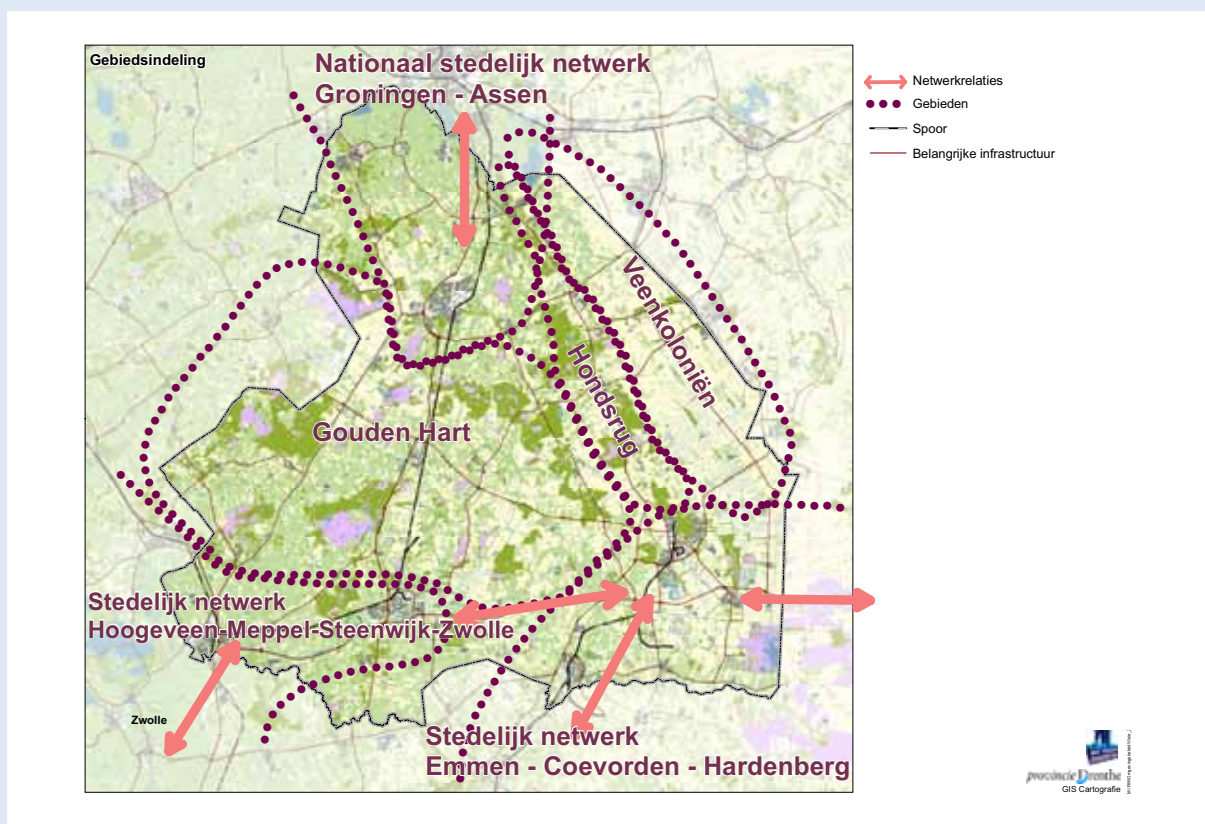 Gebiedsindeling
Nationaal stedelijk netwerk
Groningen - Assen
Netwerkrelaties
Gebieden
Spoor
Belangrijke infrastructuur
Veenkoloniën
Hondsrug
Gouden Hart
Stedelijk netwerk
Hoogeveen-Meppel-Steenwijk-Zwolle
Zwolle
Stedelijk netwerk
Emmen - Coevorden - Hardenberg
provincie Drenthe
GIS Cartografie